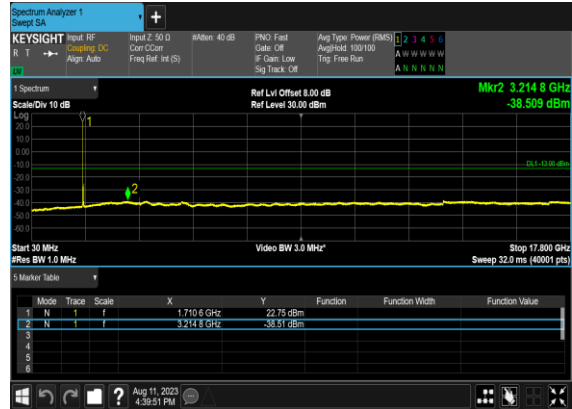 Spectrum Analyzer 1
Swept SA
+
KEYSIGHT Input: RF Input Z: 50 Ω #Atten: 40 dB PNO: Fast Avg Type: Power (RMS) 1 2 3 4 5 6
R T Coupling: DC Corr CCorr Gate: Off Avg|Hold: 100/100 A W W W W W
Align: Auto Freq Ref: Int (S) IF Gain: Low Trig: Free Run
Sig Track: Off A N N N N N
1 Spectrum Ref Lvl Offset 8.00 dB Mkr2 3.214 8 GHz
Scale/Div 10 dB Ref Level 30.00 dBm -38.509 dBm
Log
20.0
10.0
0.00
-10.0
-20.0
-30.0
-40.0
-50.0
-60.0
1
2
DL1 -13.00 dBm
Start 30 MHz Video BW 3.0 MHz* Stop 17.800 GHz
#Res BW 1.0 MHz Sweep 32.0 ms (40001 pts)
5 Marker Table
Mode Trace Scale X Y Function Function Width Function Value
1 N 1 f 1.710 6 GHz 22.75 dBm
2 N 1 f 3.214 8 GHz -38.51 dBm
3
4
5
6
? Aug 11, 2023
4:39:51 PM